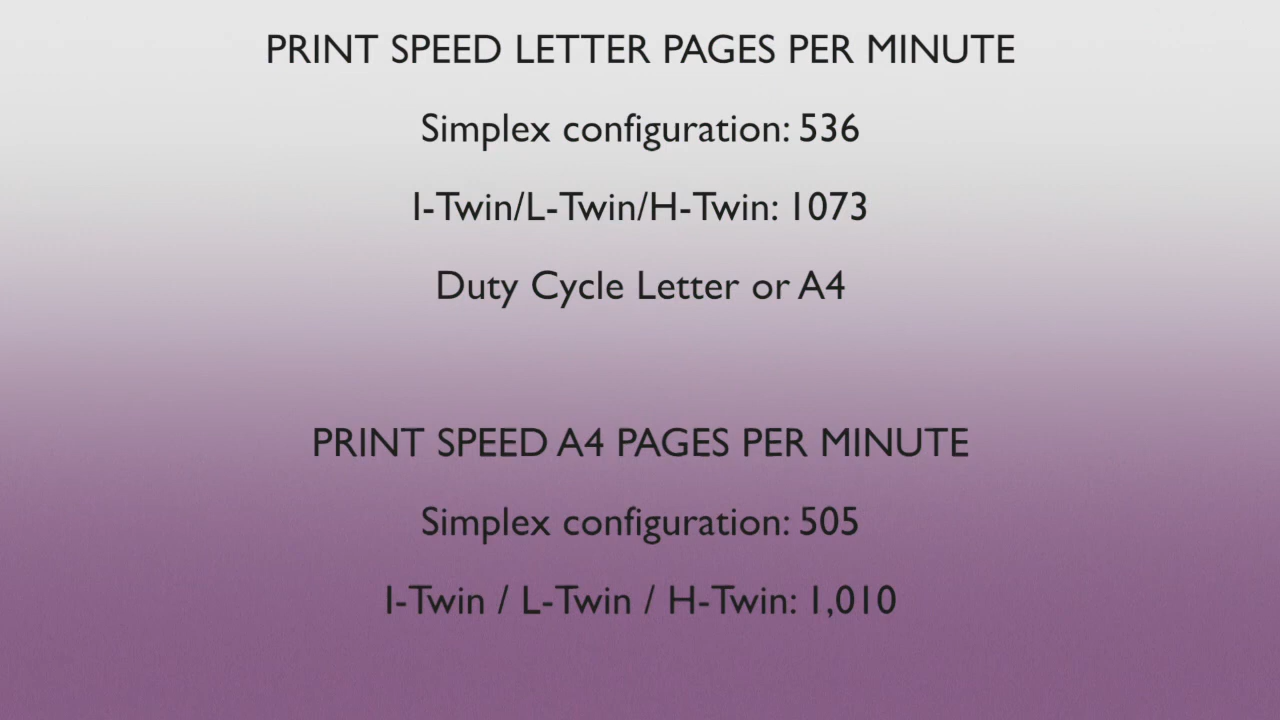 PRINT SPEED LETTER PAGES PER MINUTE
Simplex configuration: 536
I-Twin/L-Twin/H-Twin: 1073
Duty Cycle Letter or A4
PRINT SPEED A4 PAGES PER MINUTE
Simplex configuration: 505
I-Twin / L-Twin / H-Twin: 1,010